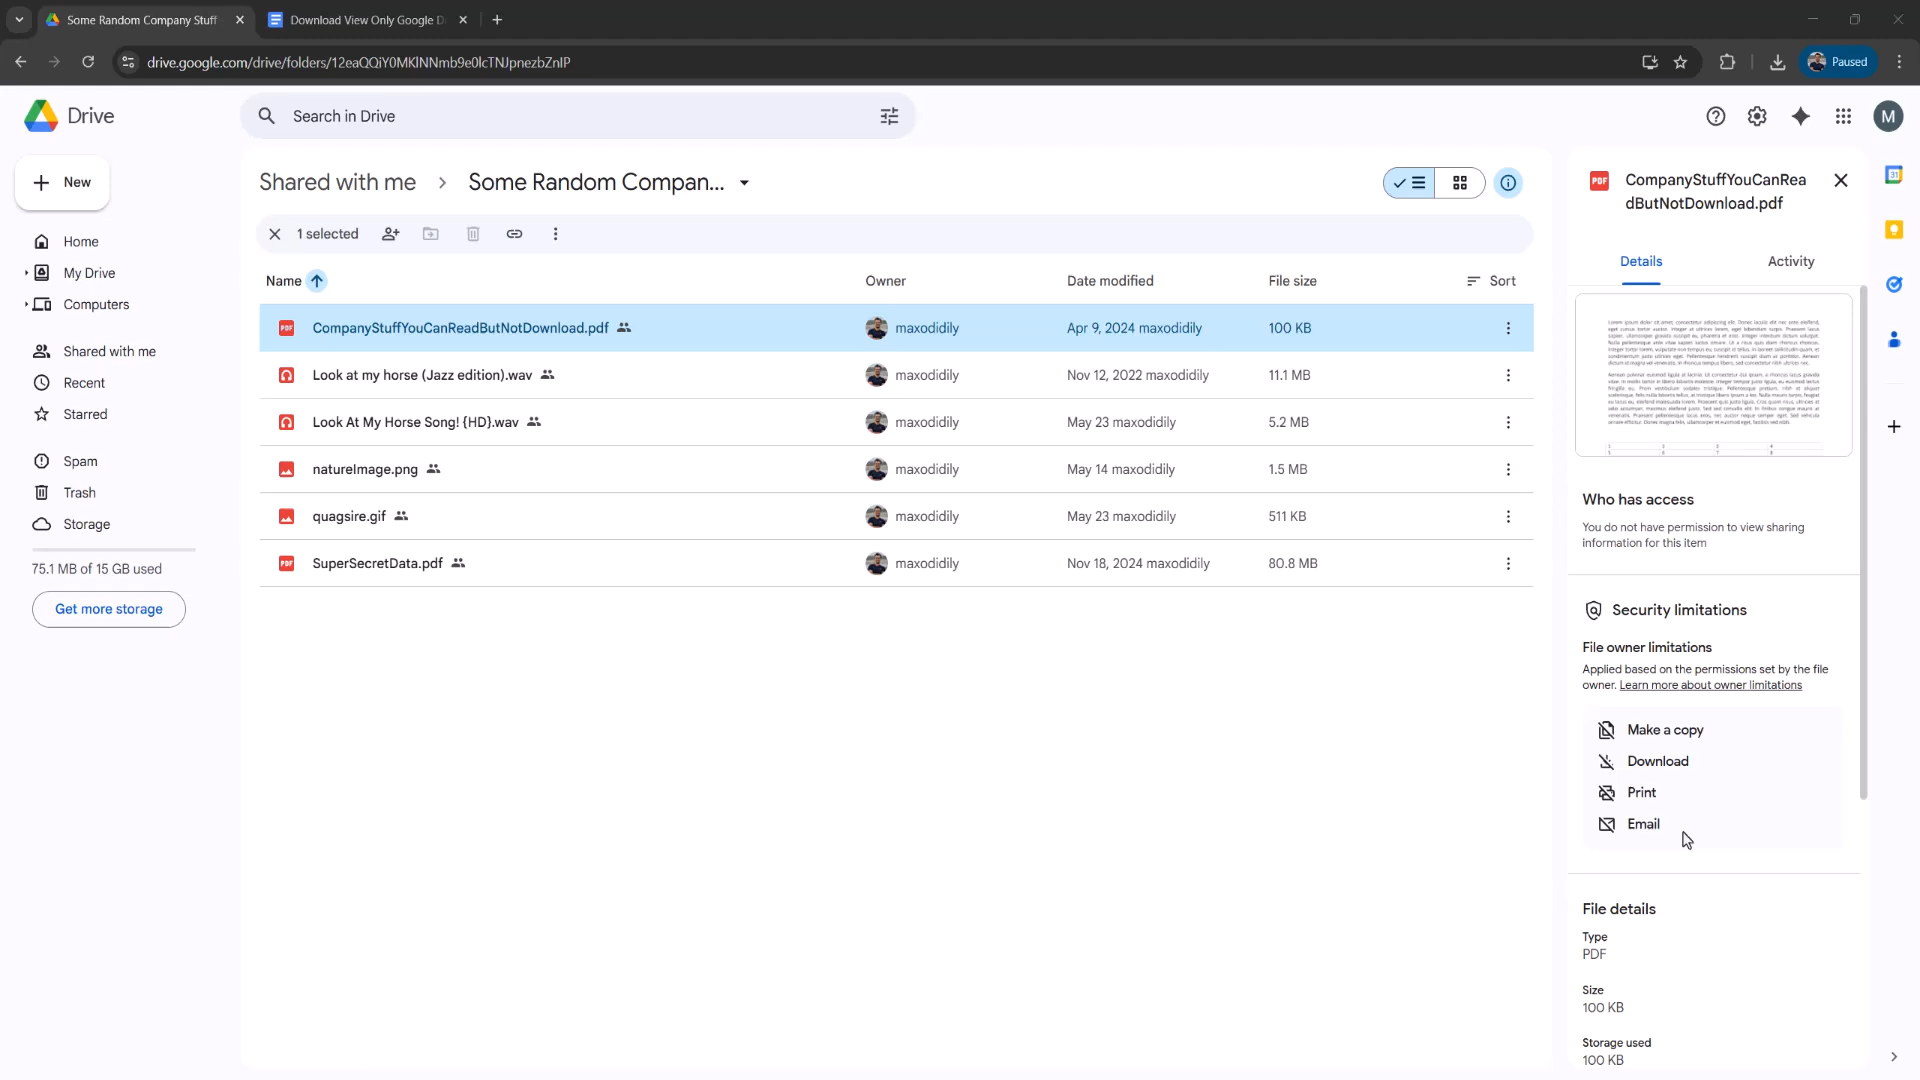 Some Random Company Stuff
Download View Only Google D
drive.google.com/drive/folders/12eaQQiY0MKlNNmb9e0lcTNJpnezbZnIP
Paused
Drive
Search in Drive
M
New
Shared with me
Some Random Compan...
PDF
CompanyStuffYouCanRea
dButNotDownload.pdf
31
1 selected
Home
My Drive
Computers
Shared with me
Recent
Starred
Spam
Trash
Storage
75.1 MB of 15 GB used
Get more storage
Details
Activity
Name
Owner
Date modified
File size
Sort
PDF
CompanyStuffYouCanReadButNotDownload.pdf
maxodidily
Apr 9, 2024 maxodidily
100 KB
Look at my horse (Jazz edition).wav
maxodidily
Nov 12, 2022 maxodidily
11.1 MB
Look At My Horse Song! {HD}.wav
maxodidily
May 23 maxodidily
5.2 MB
natureImage.png
maxodidily
May 14 maxodidily
1.5 MB
quagsire.gif
maxodidily
May 23 maxodidily
511 KB
PDF
SuperSecretData.pdf
maxodidily
Nov 18, 2024 maxodidily
80.8 MB
Who has access
You do not have permission to view sharing
information for this item
Security limitations
File owner limitations
Applied based on the permissions set by the file
owner. Learn more about owner limitations
Make a copy
Download
Print
Email
File details
Type
PDF
Size
100 KB
Storage used
100 KB